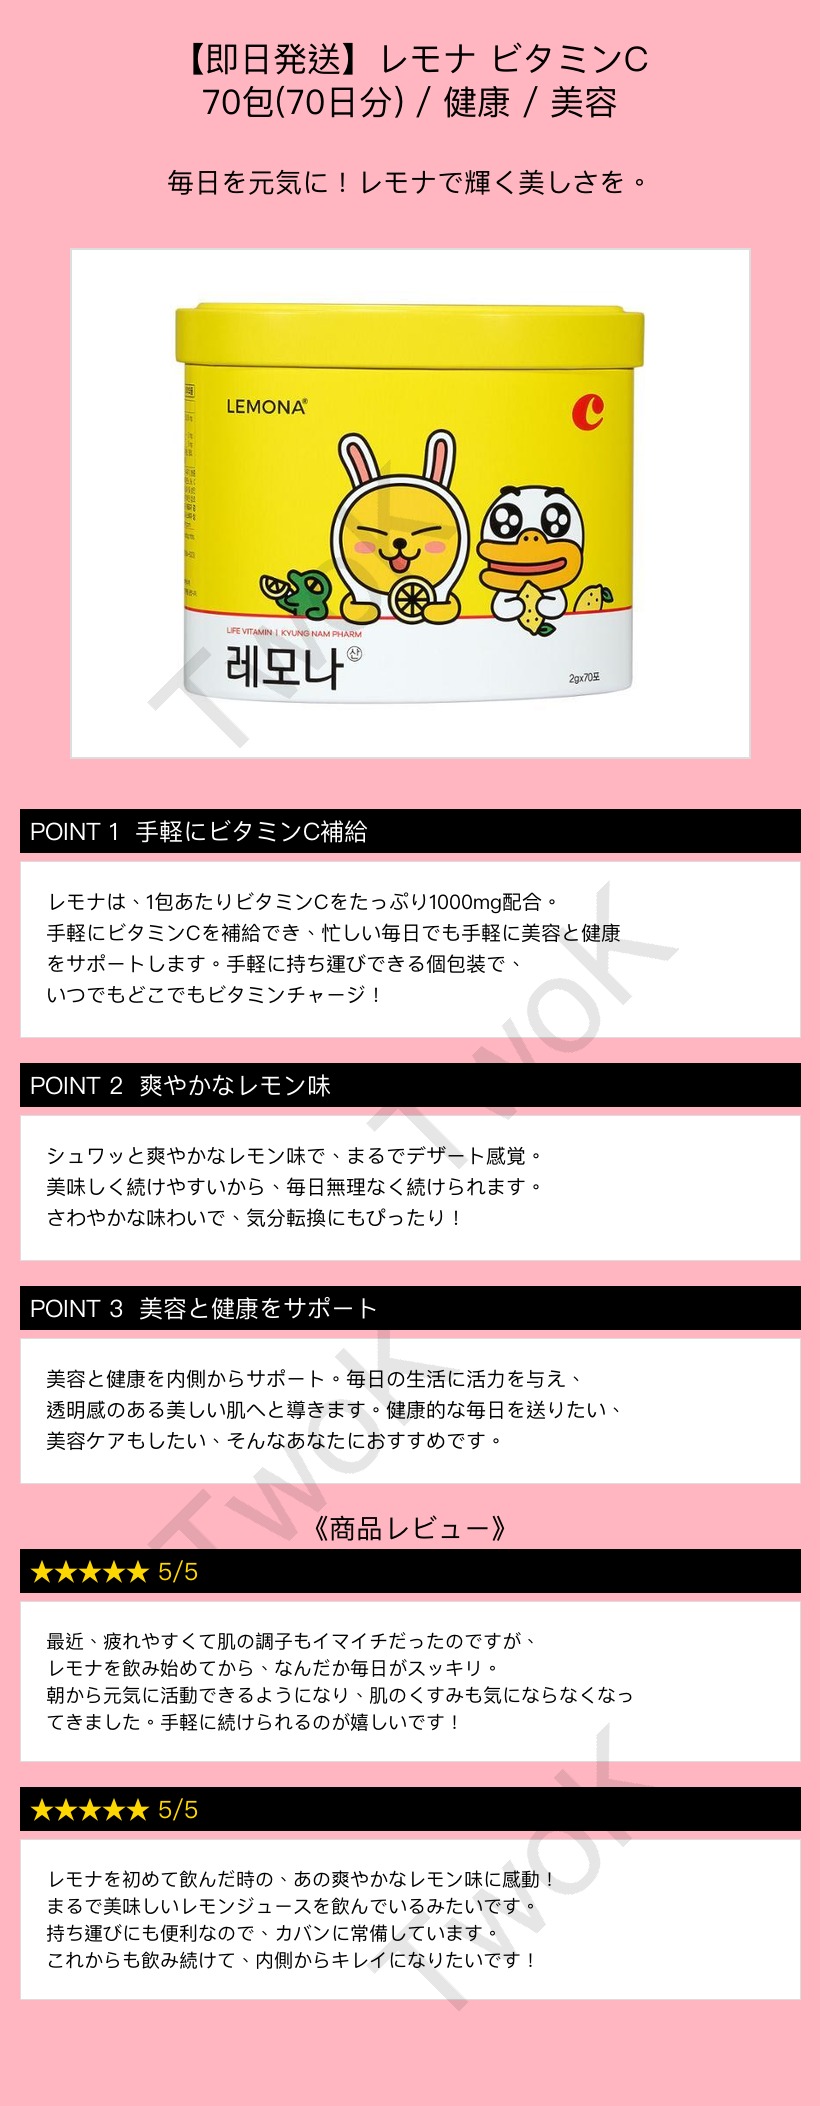 【即日発送】レモナ ビタミンC
70包(70日分) / 健康 / 美容
毎日を元気に！レモナで輝く美しさを。
LEMONA®
C
LIFE VITAMIN | KYUNG NAM PHARM
레모나 산
2gx70포
POINT 1 手軽にビタミンC補給
レモナは、1包あたりビタミンCをたっぷり1000mg配合。
手軽にビタミンCを補給でき、忙しい毎日でも手軽に美容と健康
をサポートします。手軽に持ち運びできる個包装で、
いつでもどこでもビタミンチャージ！
POINT 2 爽やかなレモン味
シュワッと爽やかなレモン味で、まるでデザート感覚。
美味しく続けやすいから、毎日無理なく続けられます。
さわやかな味わいで、気分転換にもぴったり！
POINT 3 美容と健康をサポート
美容と健康を内側からサポート。毎日の生活に活力を与え、
透明感のある美しい肌へと導きます。健康的な毎日を送りたい、
美容ケアもしたい、そんなあなたにおすすめです。
《商品レビュー》
★★★★★ 5/5
最近、疲れやすくて肌の調子もイマイチだったのですが、
レモナを飲み始めてから、なんだか毎日がスッキリ。
朝から元気に活動できるようになり、肌のくすみも気にならなくなっ
てきました。手軽に続けられるのが嬉しいです！
★★★★★ 5/5
レモナを初めて飲んだ時の、あの爽やかなレモン味に感動！
まるで美味しいレモンジュースを飲んでいるみたいです。
持ち運びにも便利なので、カバンに常備しています。
これからも飲み続けて、内側からキレイになりたいです！
TwoK
TwoK
TwoK
TwoK